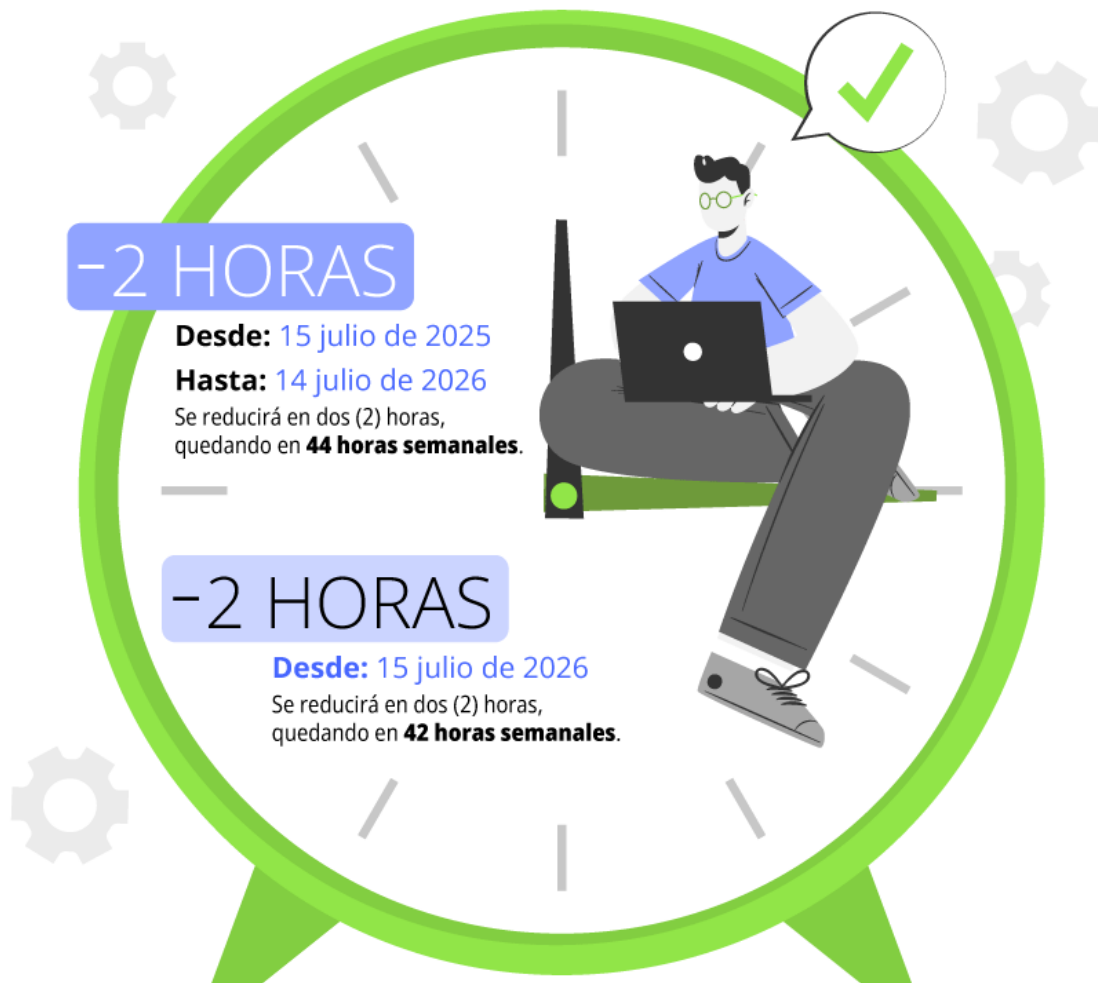 -2 HORAS
Desde: 15 julio de 2025
Hasta: 14 julio de 2026
Se reducirá en dos (2) horas,
quedando en 44 horas semanales.
-2 HORAS
Desde: 15 julio de 2026
Se reducirá en dos (2) horas,
quedando en 42 horas semanales.